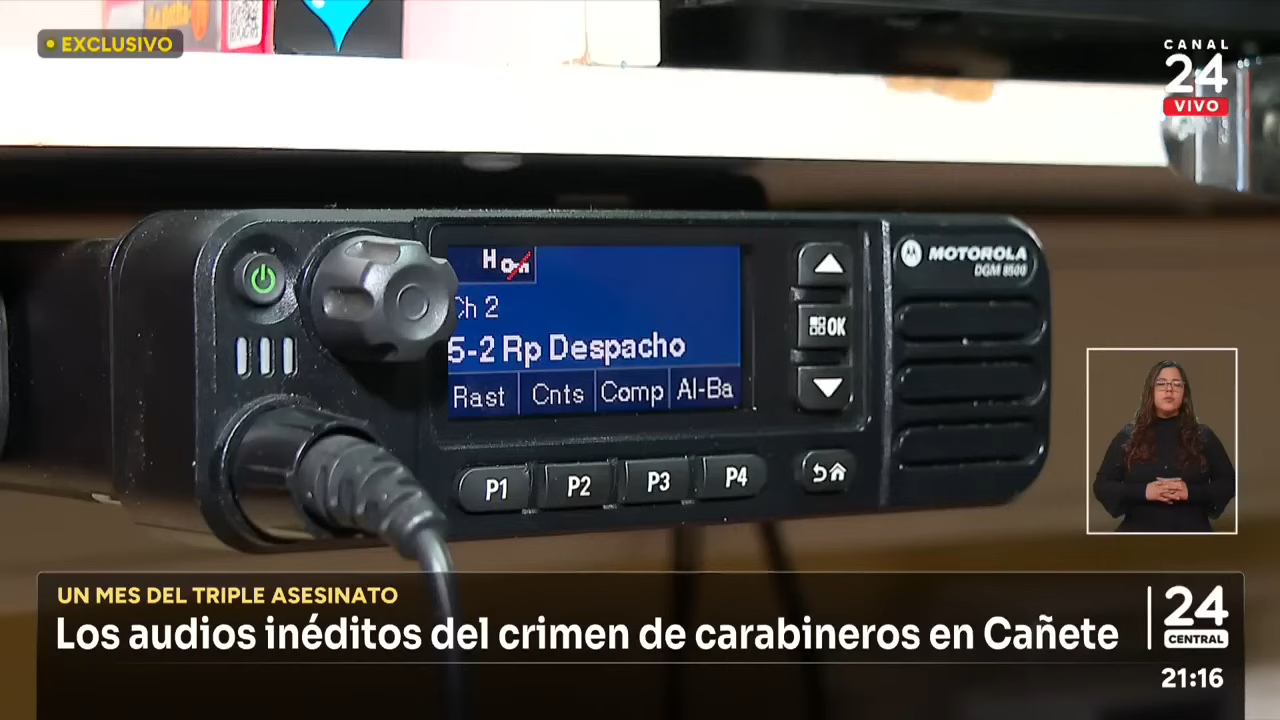 • EXCLUSIVO
CANAL
24
VIVO
H
Ch 2
5-2 Rp Despacho
Rast Cnts Comp Al-Ba
OK
MOTOROLA
DGM 8500
P1 P2 P3 P4
UN MES DEL TRIPLE ASESINATO
Los audios inéditos del crimen de carabineros en Cañete
24
CENTRAL
21:16